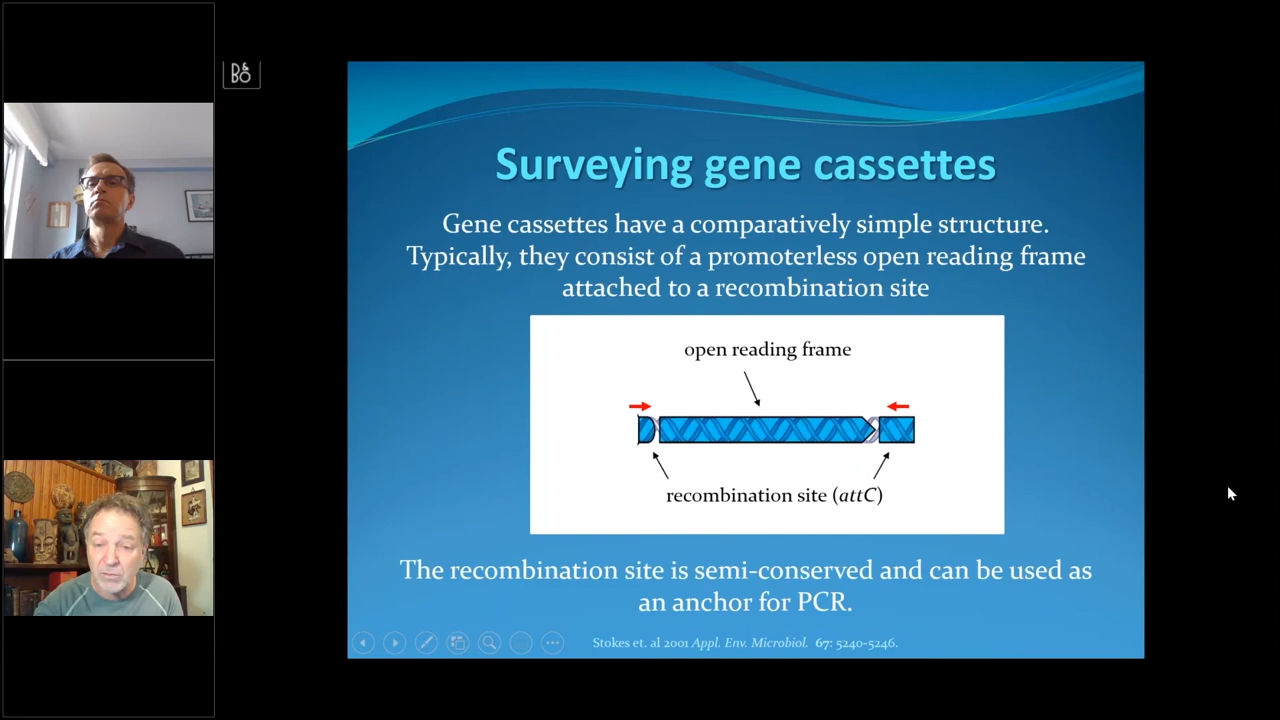 B&O
Surveying gene cassettes
Gene cassettes have a comparatively simple structure.
Typically, they consist of a promoterless open reading frame
attached to a recombination site
open reading frame
recombination site (attC)
The recombination site is semi-conserved and can be used as
an anchor for PCR.
Stokes et. al 2001 Appl. Env. Microbiol. 67: 5240-5246.